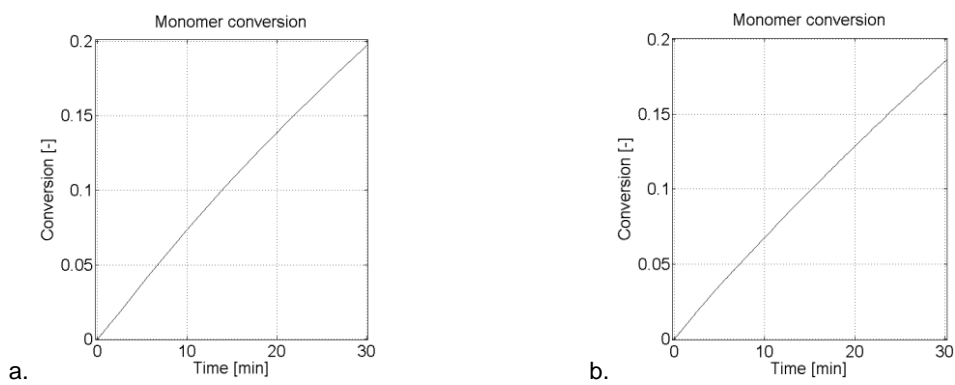 Monomer conversion
0.2
0.15
0.1
0.05
0
Conversion [-]
0 10 20 30
Time [min]
a.
Monomer conversion
0.2
0.15
0.1
0.05
0
Conversion [-]
0 10 20 30
Time [min]
b.